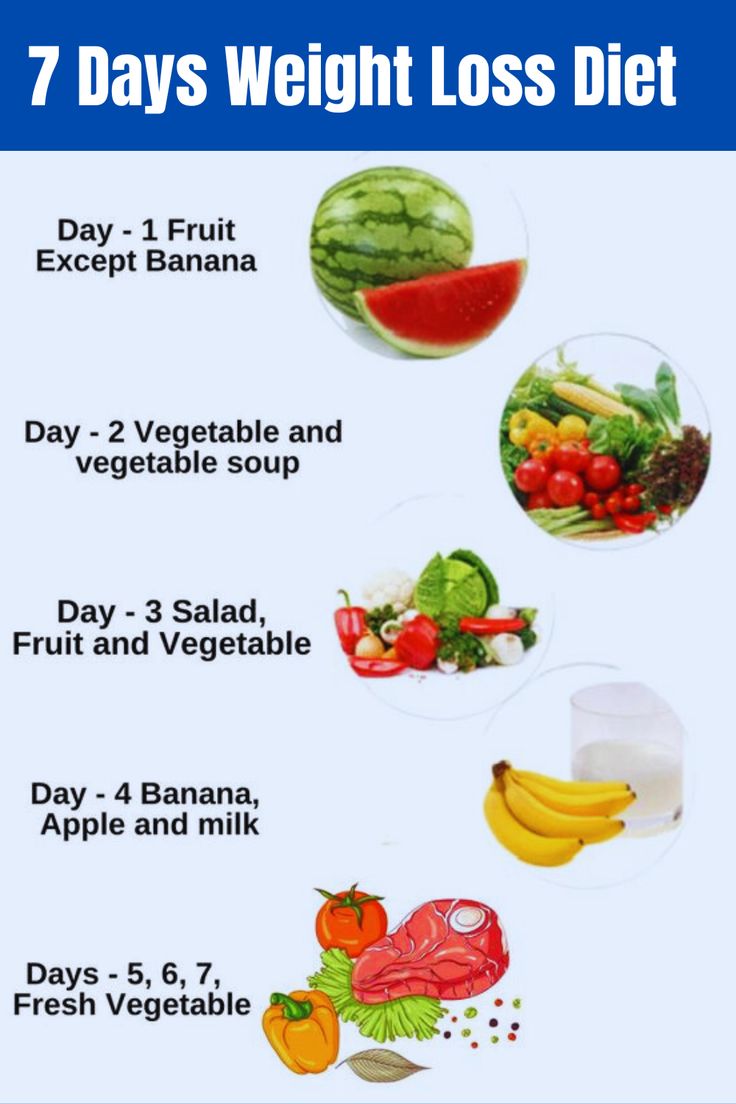 7 Days Weight Loss Diet
Day - 1 Fruit
Except Banana
Day - 2 Vegetable and
vegetable soup
Day - 3 Salad,
Fruit and Vegetable
Day - 4 Banana,
Apple and milk
Days - 5, 6, 7,
Fresh Vegetable